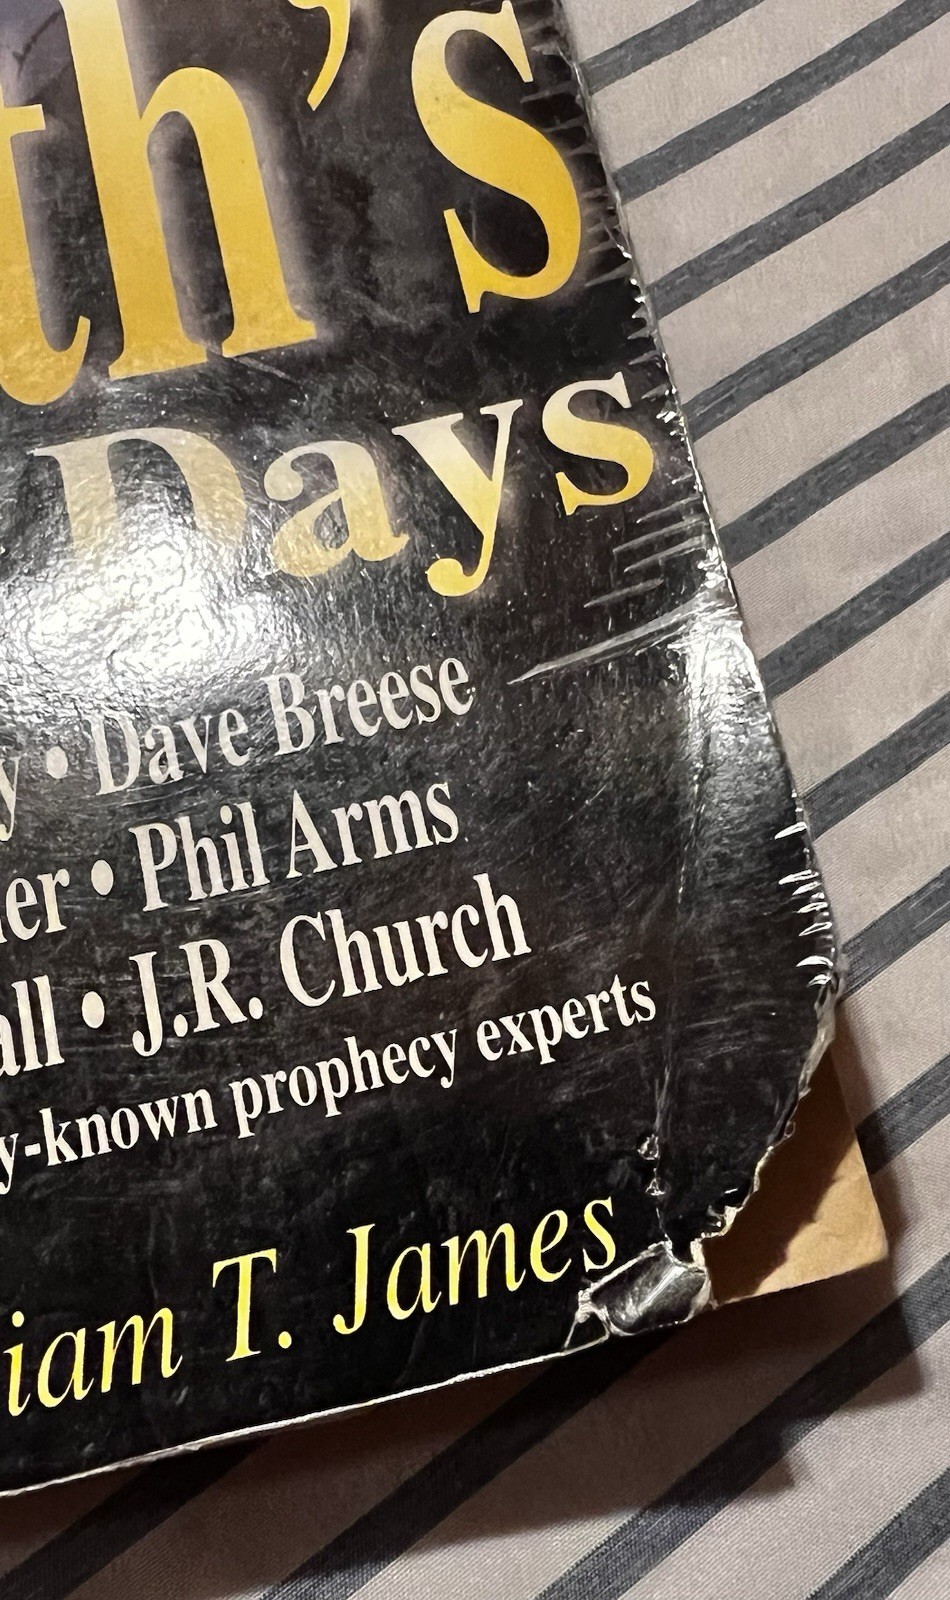 th's
Days
y • Dave Breese
er • Phil Arms
all • J.R. Church
y-known prophecy experts
iam T. James